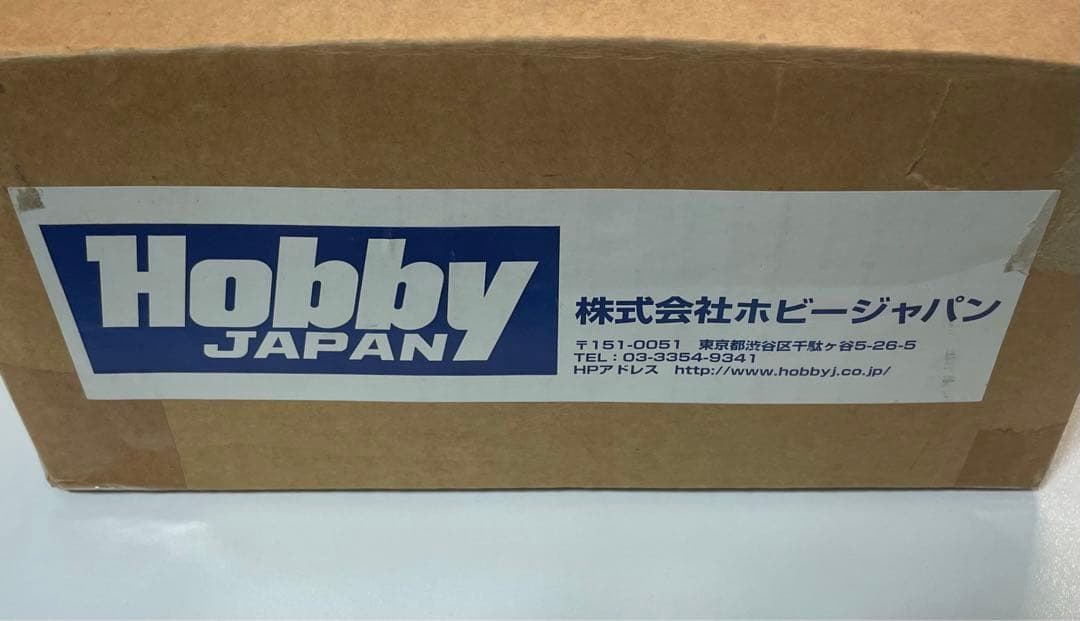 Hobby
JAPAN
株式会社ホビージャパン
〒151-0051　東京都渋谷区千駄ヶ谷5-26-5
TEL：03-3354-9341
HPアドレス　http://www.hobbyj.co.jp/